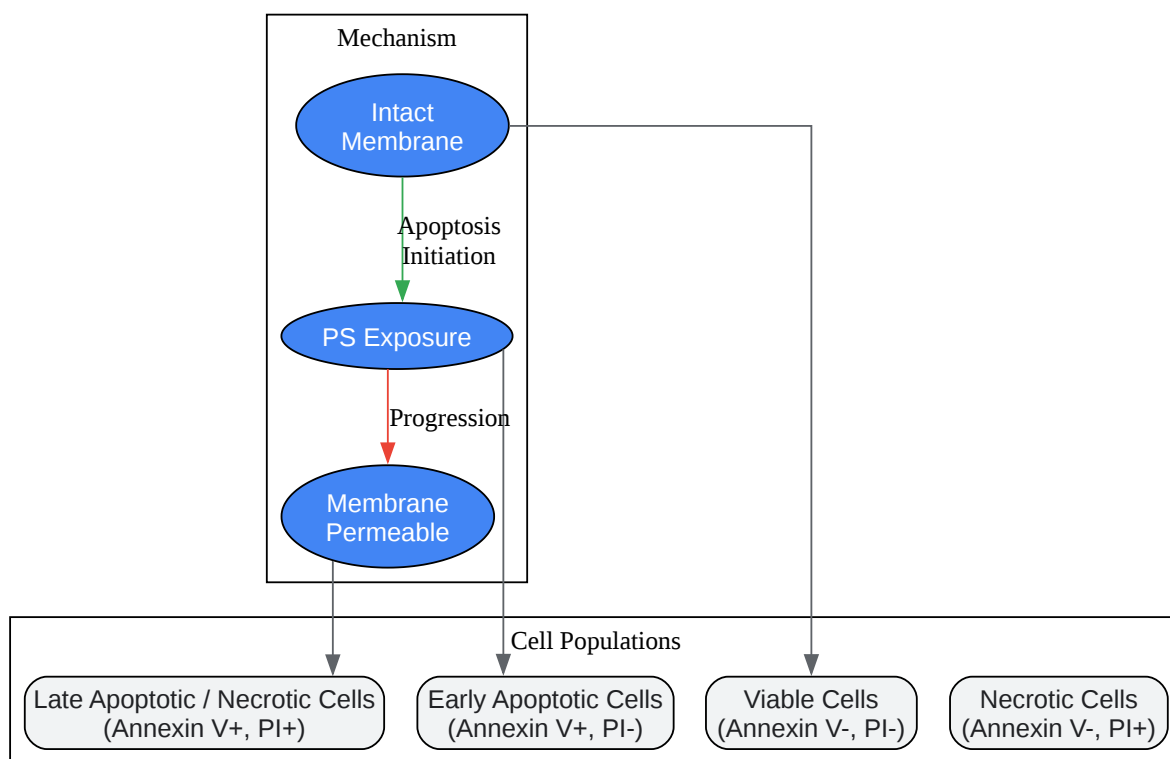 Mechanism
Intact
Membrane
Apoptosis
Initiation
PS Exposure
Progression
Membrane
Permeable
Cell Populations
Late Apoptotic / Necrotic Cells
(Annexin V+, PI+)
Early Apoptotic Cells
(Annexin V+, PI-)
Viable Cells
(Annexin V-, PI-)
Necrotic Cells
(Annexin V-, PI+)